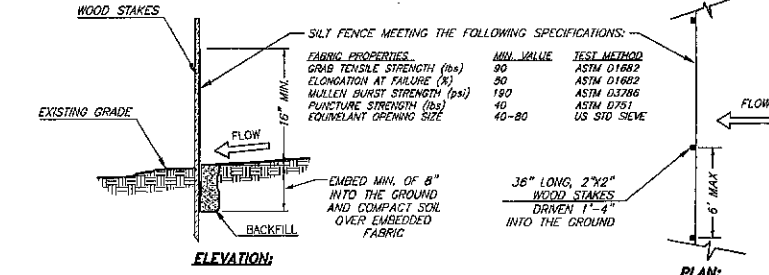 WOOD STAKES
SILT FENCE MEETING THE FOLLOWING SPECIFICATIONS:
FABRIC PROPERTIES MIN. VALUE TEST METHOD
GRAB TENSILE STRENGTH (lbs) 90 ASTM D1682
ELONGATION AT FAILURE (%) 50 ASTM D1682
MULLEN BURST STRENGTH (psi) 190 ASTM D3786
PUNCTURE STRENGTH (lbs) 40 ASTM D751
EQUIVELANT OPENING SIZE 40-80 US STD SIEVE
16" MIN.
EXISTING GRADE
FLOW
FLOW
EMBED MIN. OF 8"
INTO THE GROUND
AND COMPACT SOIL
OVER EMBEDDED
FABRIC
BACKFILL
36" LONG, 2"X2"
WOOD STAKES
DRIVEN 1'-4"
INTO THE GROUND
6' MAX
ELEVATION:
PLAN: